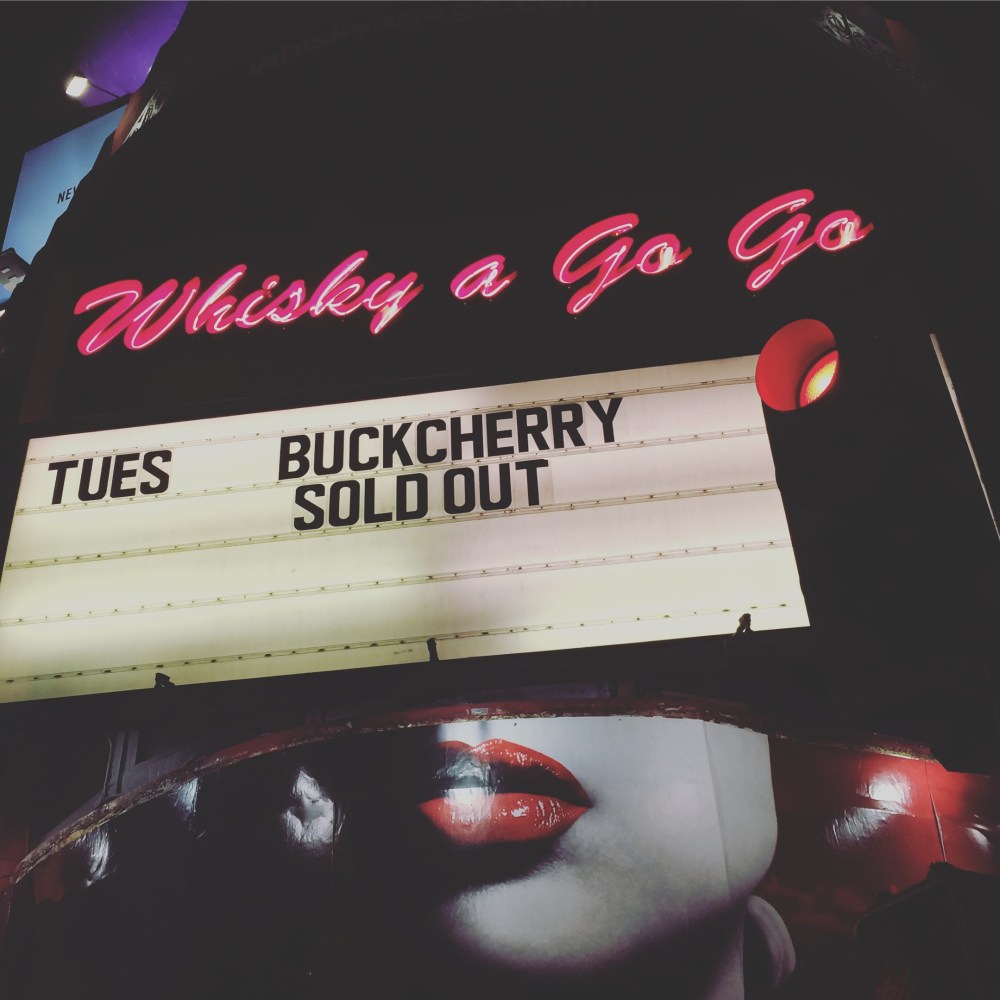 Whisky a Go Go
TUES BUCKCHERRY
SOLD OUT